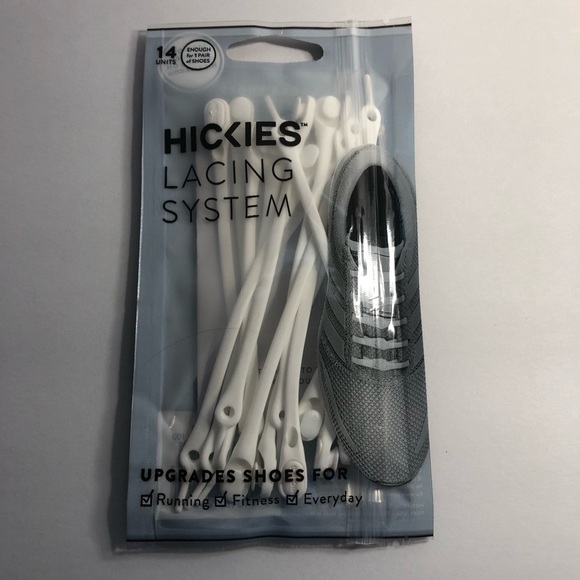 14
UNITS
ENOUGH
for 1 PAIR
of SHOES
HICKIES™
LACING
SYSTEM
UPGRADES SHOES FOR
☑ Running ☑ Fitness ☑ Everyday